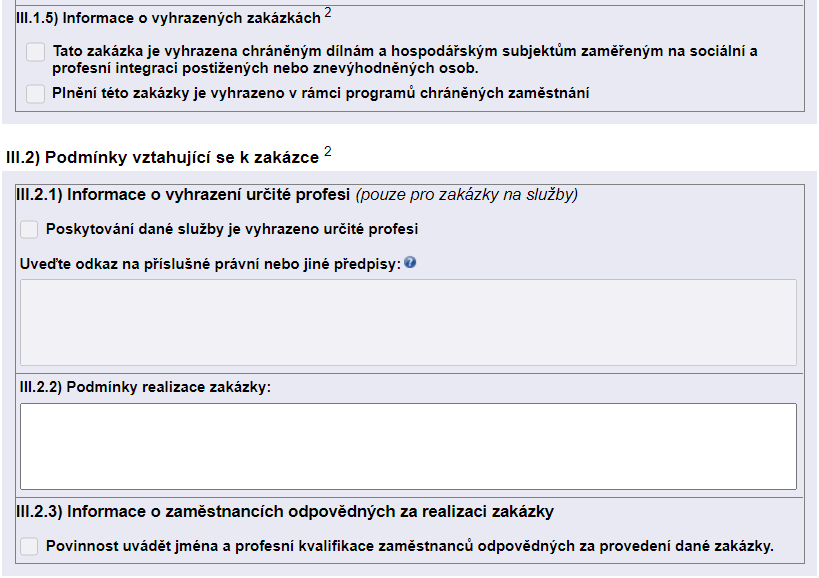 III.1.5) Informace o vyhrazených zakázkách 2
Tato zakázka je vyhrazena chráněným dílnám a hospodářským subjektům zaměřeným na sociální a
profesní integraci postižených nebo znevýhodněných osob.
Plnění této zakázky je vyhrazeno v rámci programů chráněných zaměstnání
III.2) Podmínky vztahující se k zakázce 2
III.2.1) Informace o vyhrazení určité profesi (pouze pro zakázky na služby)
Poskytování dané služby je vyhrazeno určité profesi
Uveďte odkaz na příslušné právní nebo jiné předpisy: ?
III.2.2) Podmínky realizace zakázky:
III.2.3) Informace o zaměstnancích odpovědných za realizaci zakázky
Povinnost uvádět jména a profesní kvalifikace zaměstnanců odpovědných za provedení dané zakázky.